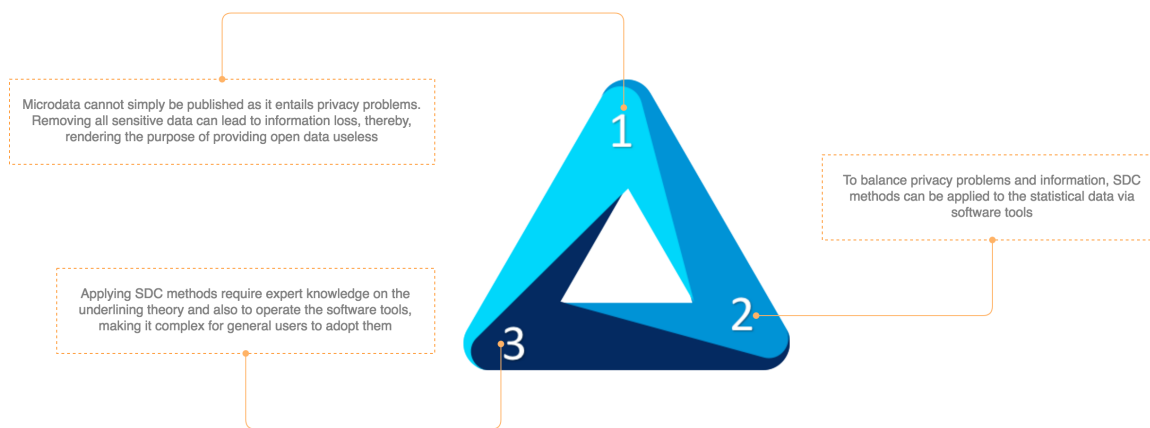 Microdata cannot simply be published as it entails privacy problems.
Removing all sensitive data can lead to information loss, thereby,
rendering the purpose of providing open data useless
1
To balance privacy problems and information, SDC
methods can be applied to the statistical data via
software tools
2
Applying SDC methods require expert knowledge on the
underlining theory and also to operate the software tools,
making it complex for general users to adopt them
3